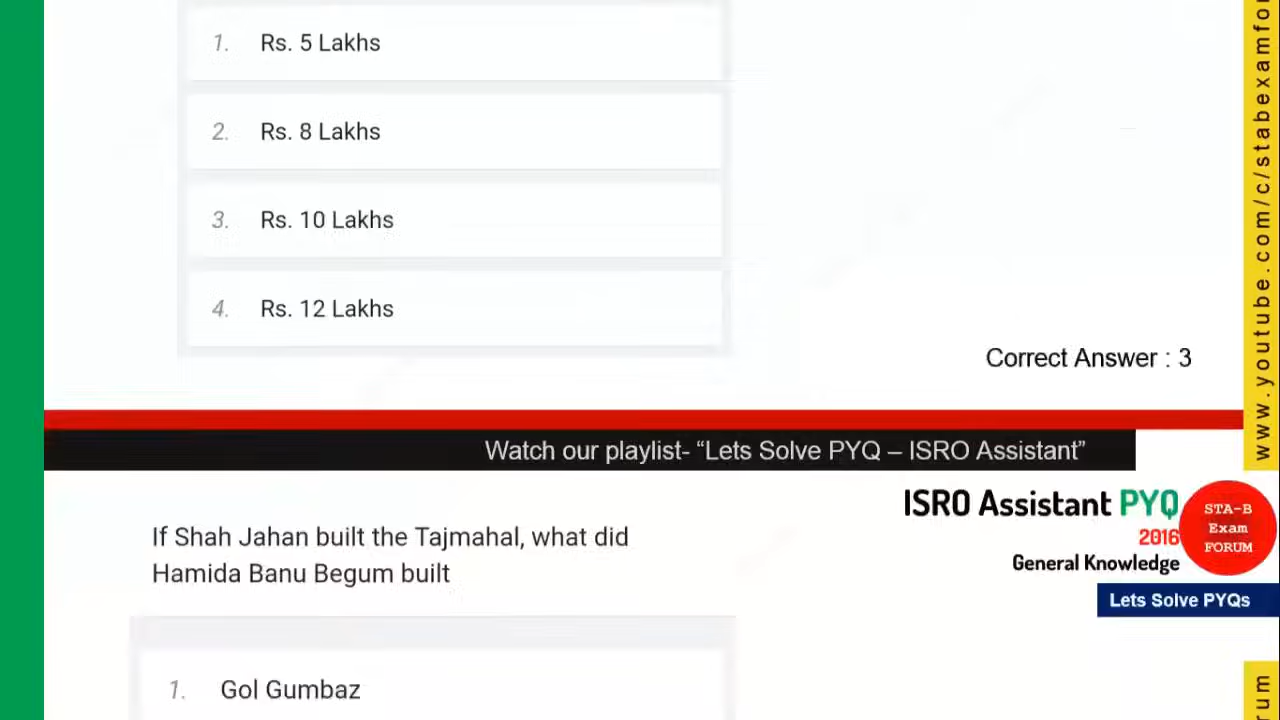 1. Rs. 5 Lakhs
2. Rs. 8 Lakhs
3. Rs. 10 Lakhs
4. Rs. 12 Lakhs
Correct Answer : 3
www.youtube.com/c/stabexamfor
Watch our playlist- “Lets Solve PYQ – ISRO Assistant”
ISRO Assistant PYQ
2016
General Knowledge
STA-B
Exam
FORUM
Lets Solve PYQs
If Shah Jahan built the Tajmahal, what did
Hamida Banu Begum built
1. Gol Gumbaz
rum